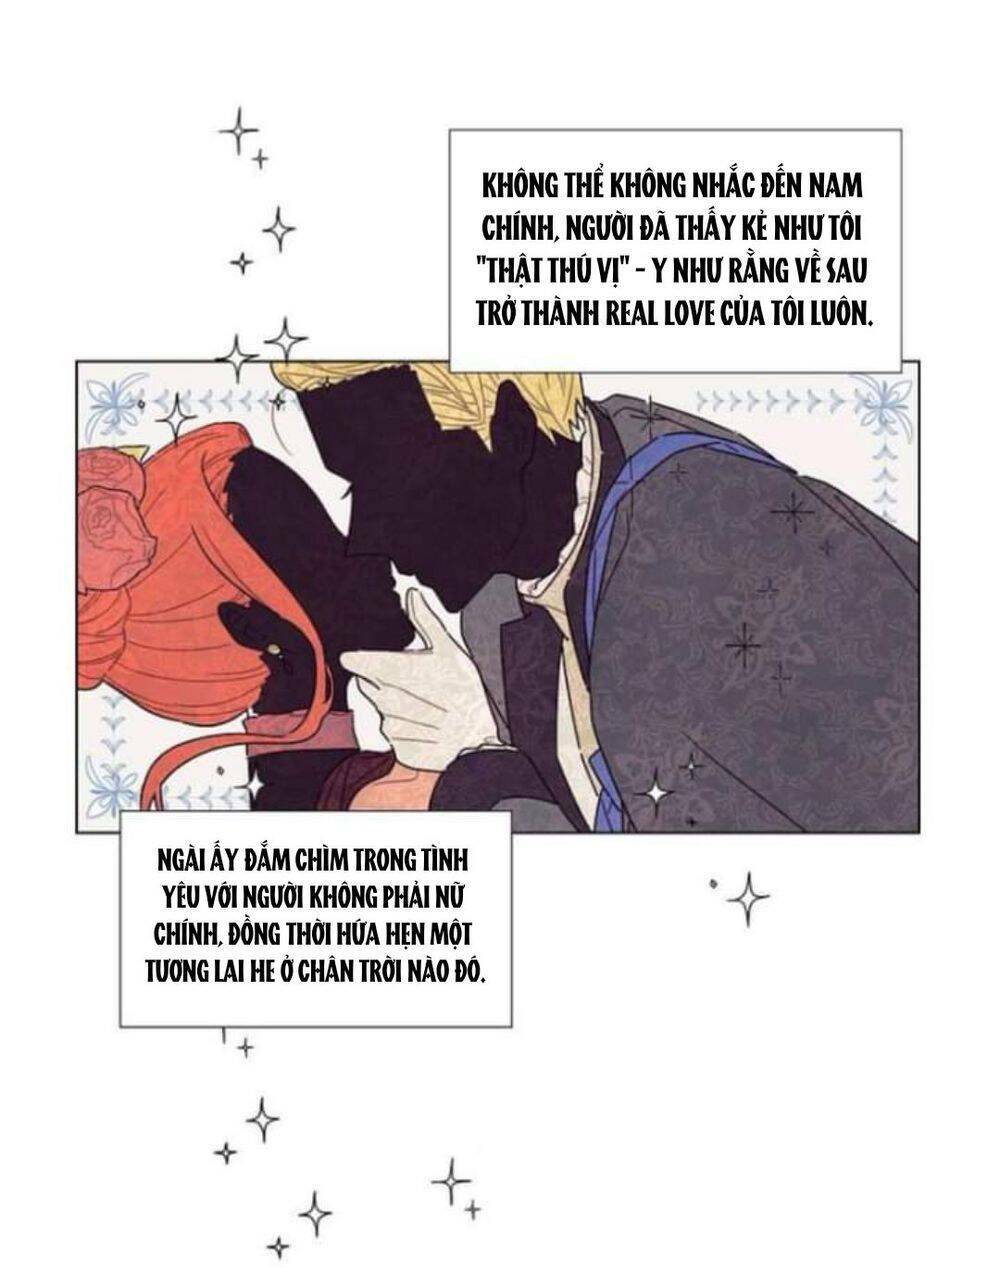 KHÔNG THỂ KHÔNG NHẮC ĐẾN NAM
CHÍNH, NGƯỜI ĐÃ THẤY KẺ NHƯ TÔI
"THẬT THÚ VỊ" - Y NHƯ RẰNG VỀ SAU
TRỞ THÀNH REAL LOVE CỦA TÔI LUÔN.
NGÀI ẤY ĐẮM CHÌM TRONG TÌNH
YÊU VỚI NGƯỜI KHÔNG PHẢI NỮ
CHÍNH, ĐỒNG THỜI HỨA HẸN MỘT
TƯƠNG LAI HE Ở CHÂN TRỜI NÀO ĐÓ.